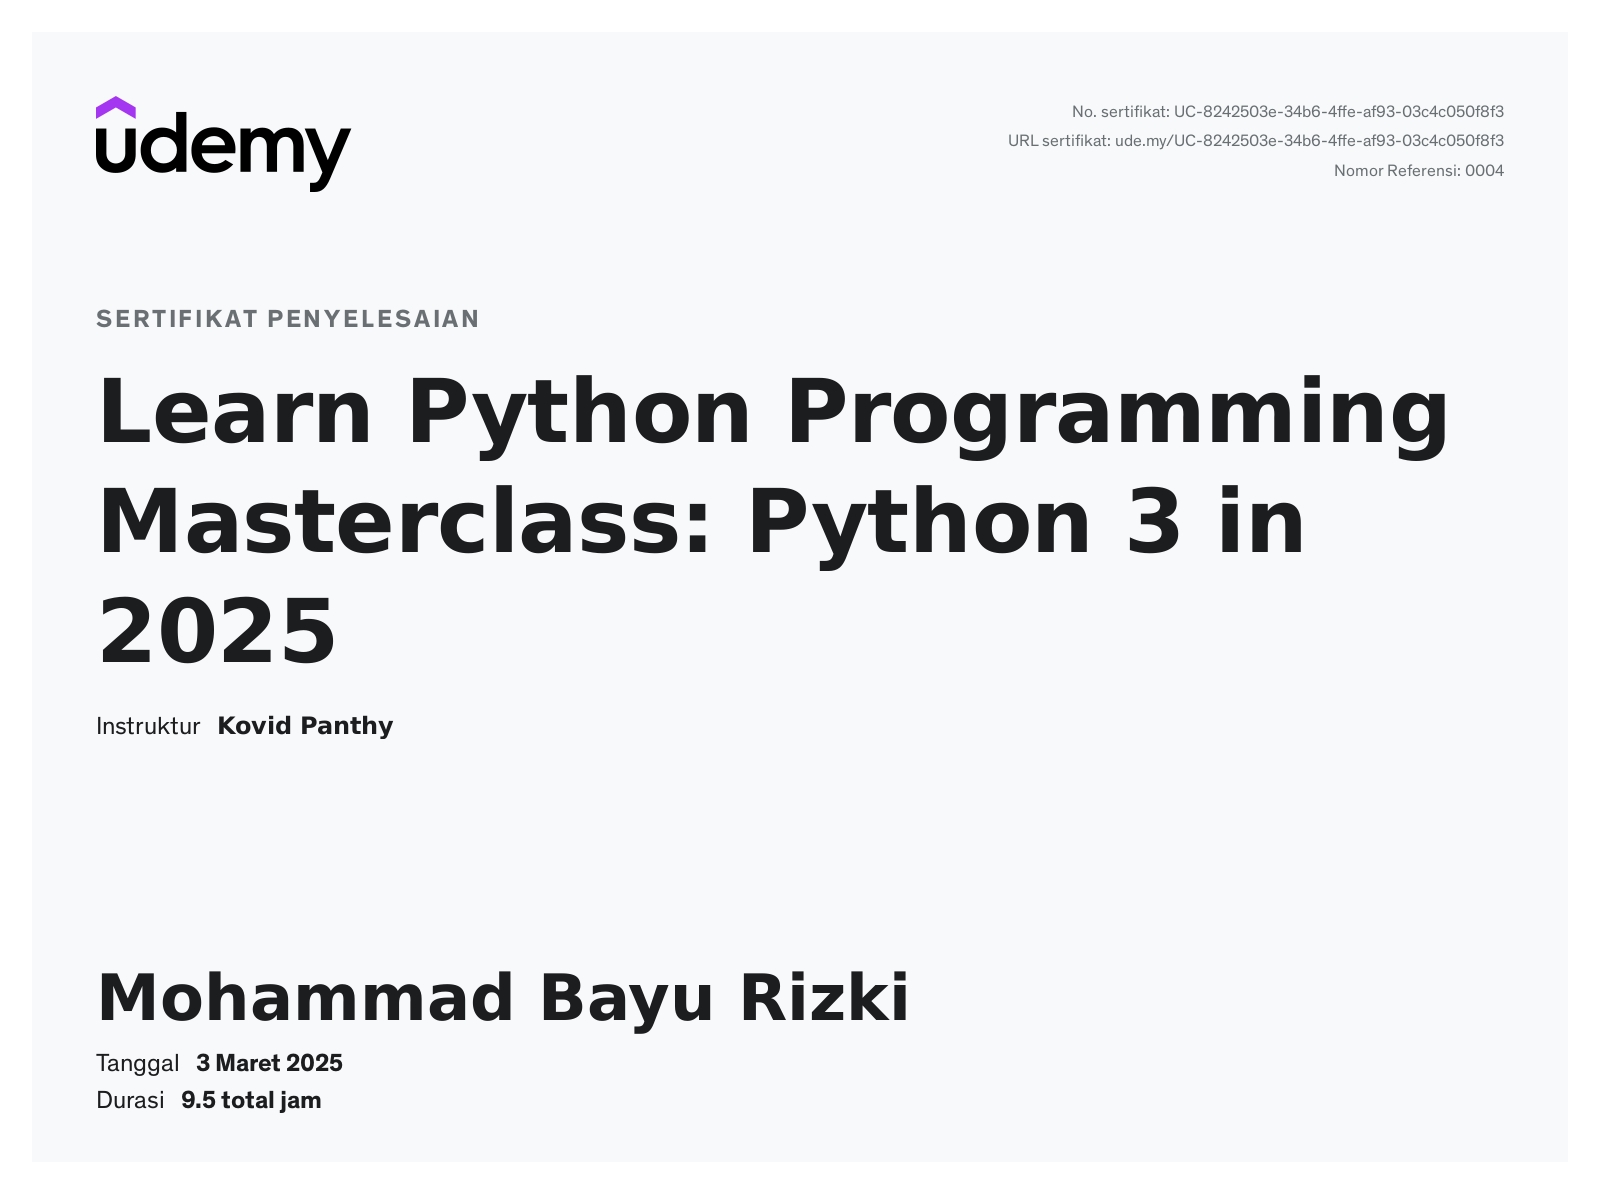 udemy
No. sertifikat: UC-8242503e-34b6-4ffe-af93-03c4c050f8f3
URL sertifikat: ude.my/UC-8242503e-34b6-4ffe-af93-03c4c050f8f3
Nomor Referensi: 0004
SERTIFIKAT PENYELESAIAN
Learn Python Programming
Masterclass: Python 3 in
2025
Instruktur Kovid Panthy
Mohammad Bayu Rizki
Tanggal 3 Maret 2025
Durasi 9.5 total jam